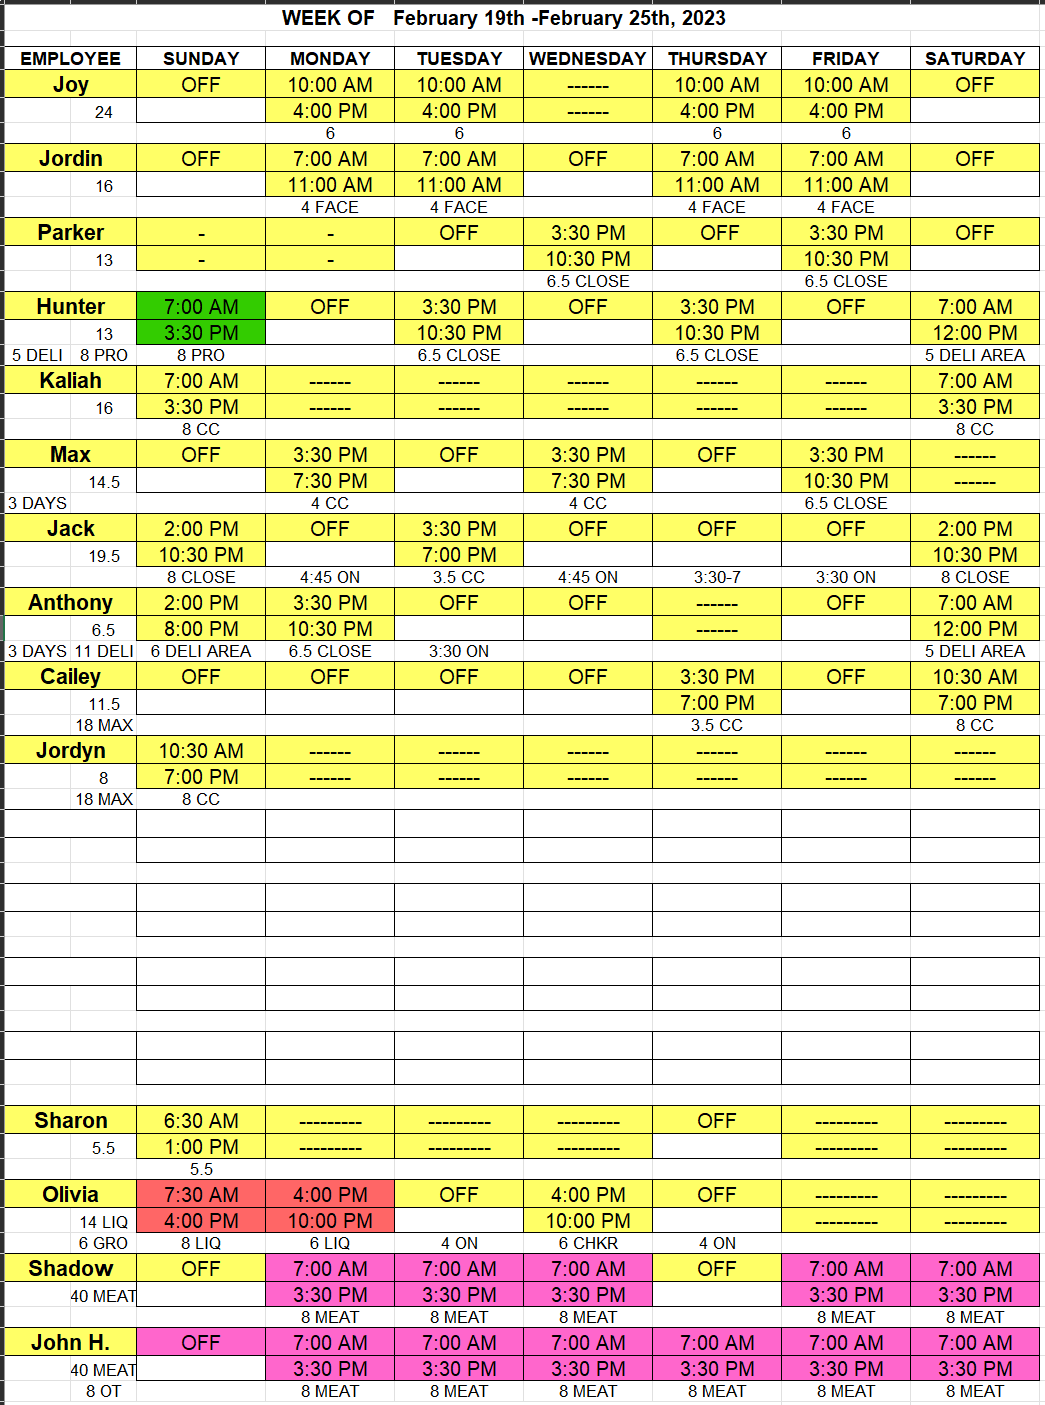 WEEK OF February 19th -February 25th, 2023
EMPLOYEE SUNDAY MONDAY TUESDAY WEDNESDAY THURSDAY FRIDAY SATURDAY
Joy OFF 10:00 AM 10:00 AM ------ 10:00 AM 10:00 AM OFF
24 4:00 PM 4:00 PM ------ 4:00 PM 4:00 PM
6 6 6 6
Jordin OFF 7:00 AM 7:00 AM OFF 7:00 AM 7:00 AM OFF
16 11:00 AM 11:00 AM 11:00 AM 11:00 AM
4 FACE 4 FACE 4 FACE 4 FACE
Parker - - OFF 3:30 PM OFF 3:30 PM OFF
13 - - 10:30 PM 10:30 PM
6.5 CLOSE 6.5 CLOSE
Hunter 7:00 AM OFF 3:30 PM OFF 3:30 PM OFF 7:00 AM
13 3:30 PM 10:30 PM 10:30 PM 12:00 PM
5 DELI 8 PRO 8 PRO 6.5 CLOSE 6.5 CLOSE 5 DELI AREA
Kaliah 7:00 AM ------ ------ ------ ------ ------ 7:00 AM
16 3:30 PM ------ ------ ------ ------ ------ 3:30 PM
8 CC 8 CC
Max OFF 3:30 PM OFF 3:30 PM OFF 3:30 PM ------
14.5 7:30 PM 7:30 PM 10:30 PM ------
3 DAYS 4 CC 4 CC 6.5 CLOSE
Jack 2:00 PM OFF 3:30 PM OFF OFF OFF 2:00 PM
19.5 10:30 PM 7:00 PM 10:30 PM
8 CLOSE 4:45 ON 3.5 CC 4:45 ON 3:30-7 3:30 ON 8 CLOSE
Anthony 2:00 PM 3:30 PM OFF OFF ------ OFF 7:00 AM
6.5 8:00 PM 10:30 PM ------ 12:00 PM
3 DAYS 11 DELI 6 DELI AREA 6.5 CLOSE 3:30 ON 5 DELI AREA
Cailey OFF OFF OFF OFF 3:30 PM OFF 10:30 AM
11.5 7:00 PM 7:00 PM
18 MAX 3.5 CC 8 CC
Jordyn 10:30 AM ------ ------ ------ ------ ------ ------
8 7:00 PM ------ ------ ------ ------ ------ ------
18 MAX 8 CC
Sharon 6:30 AM --------- --------- --------- OFF --------- ---------
5.5 1:00 PM --------- --------- --------- --------- ---------
5.5
Olivia 7:30 AM 4:00 PM OFF 4:00 PM OFF --------- ---------
14 LIQ 4:00 PM 10:00 PM 10:00 PM --------- ---------
6 GRO 8 LIQ 6 LIQ 4 ON 6 CHKR 4 ON
Shadow OFF 7:00 AM 7:00 AM 7:00 AM OFF 7:00 AM 7:00 AM
40 MEAT 3:30 PM 3:30 PM 3:30 PM 3:30 PM 3:30 PM
8 MEAT 8 MEAT 8 MEAT 8 MEAT 8 MEAT
John H. OFF 7:00 AM 7:00 AM 7:00 AM 7:00 AM 7:00 AM 7:00 AM
40 MEAT 3:30 PM 3:30 PM 3:30 PM 3:30 PM 3:30 PM 3:30 PM
8 OT 8 MEAT 8 MEAT 8 MEAT 8 MEAT 8 MEAT 8 MEAT